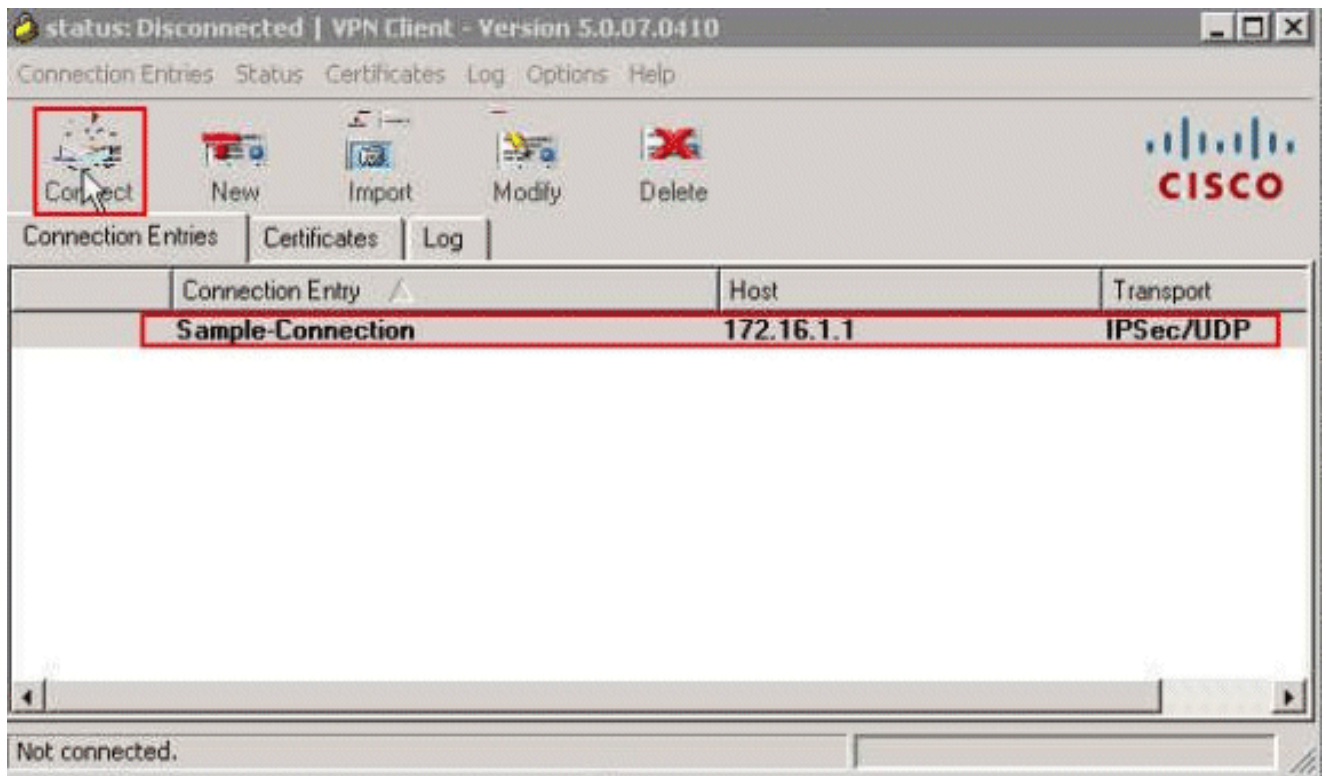 status: Disconnected | VPN Client - Version 5.0.07.0410
Connection Entries Status Certificates Log Options Help
Connect New Import Modify Delete
CISCO
Connection Entries Certificates Log
Connection Entry Host Transport
Sample-Connection 172.16.1.1 IPSec/UDP
Not connected.